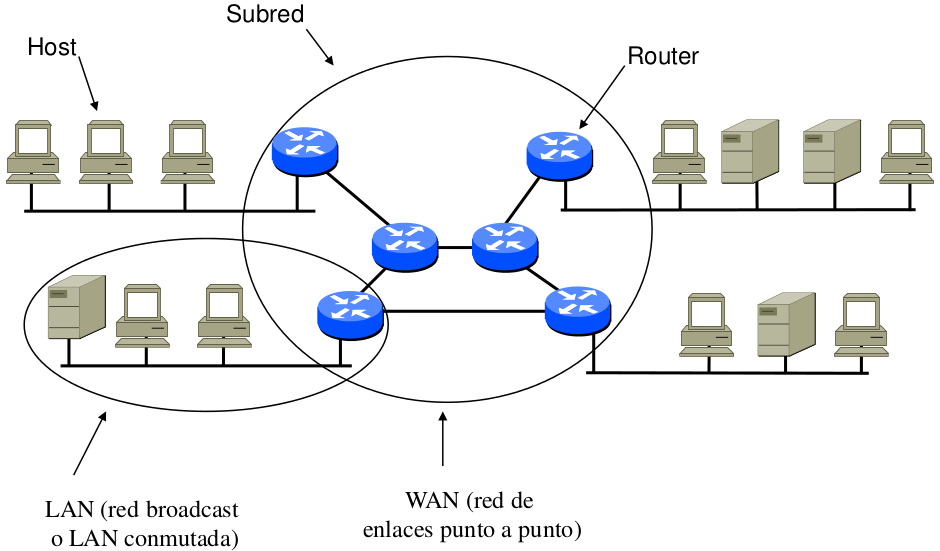 Subred
Host
Router
LAN (red broadcast
o LAN conmutada)
WAN (red de
enlaces punto a punto)